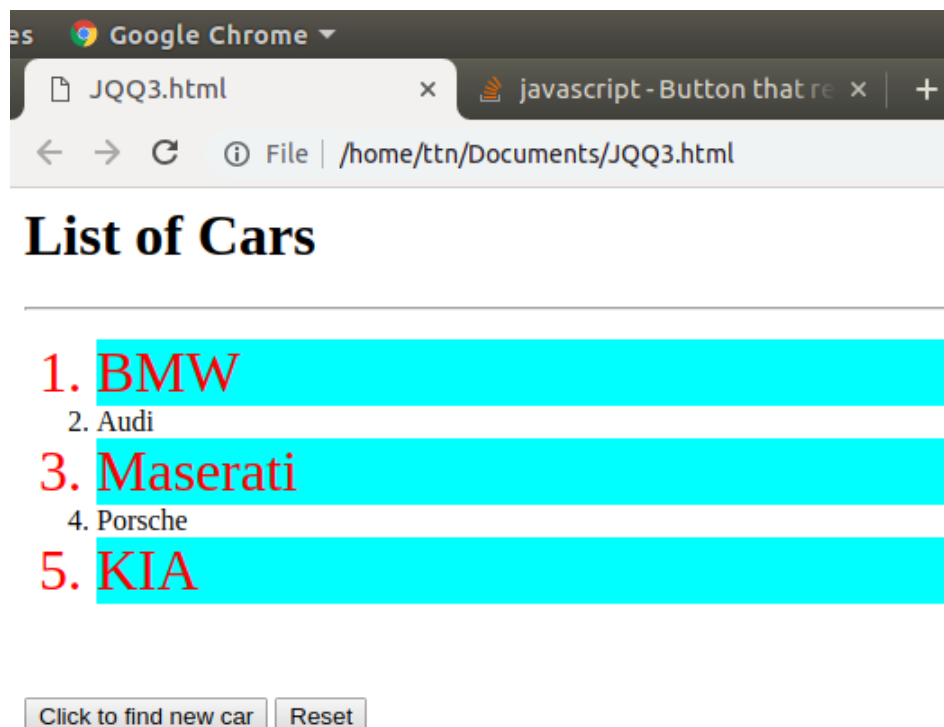 es Google Chrome
JQQ3.html × javascript - Button that re × +
File | /home/ttn/Documents/JQQ3.html
List of Cars
1. BMW
2. Audi
3. Maserati
4. Porsche
5. KIA
Click to find new car Reset